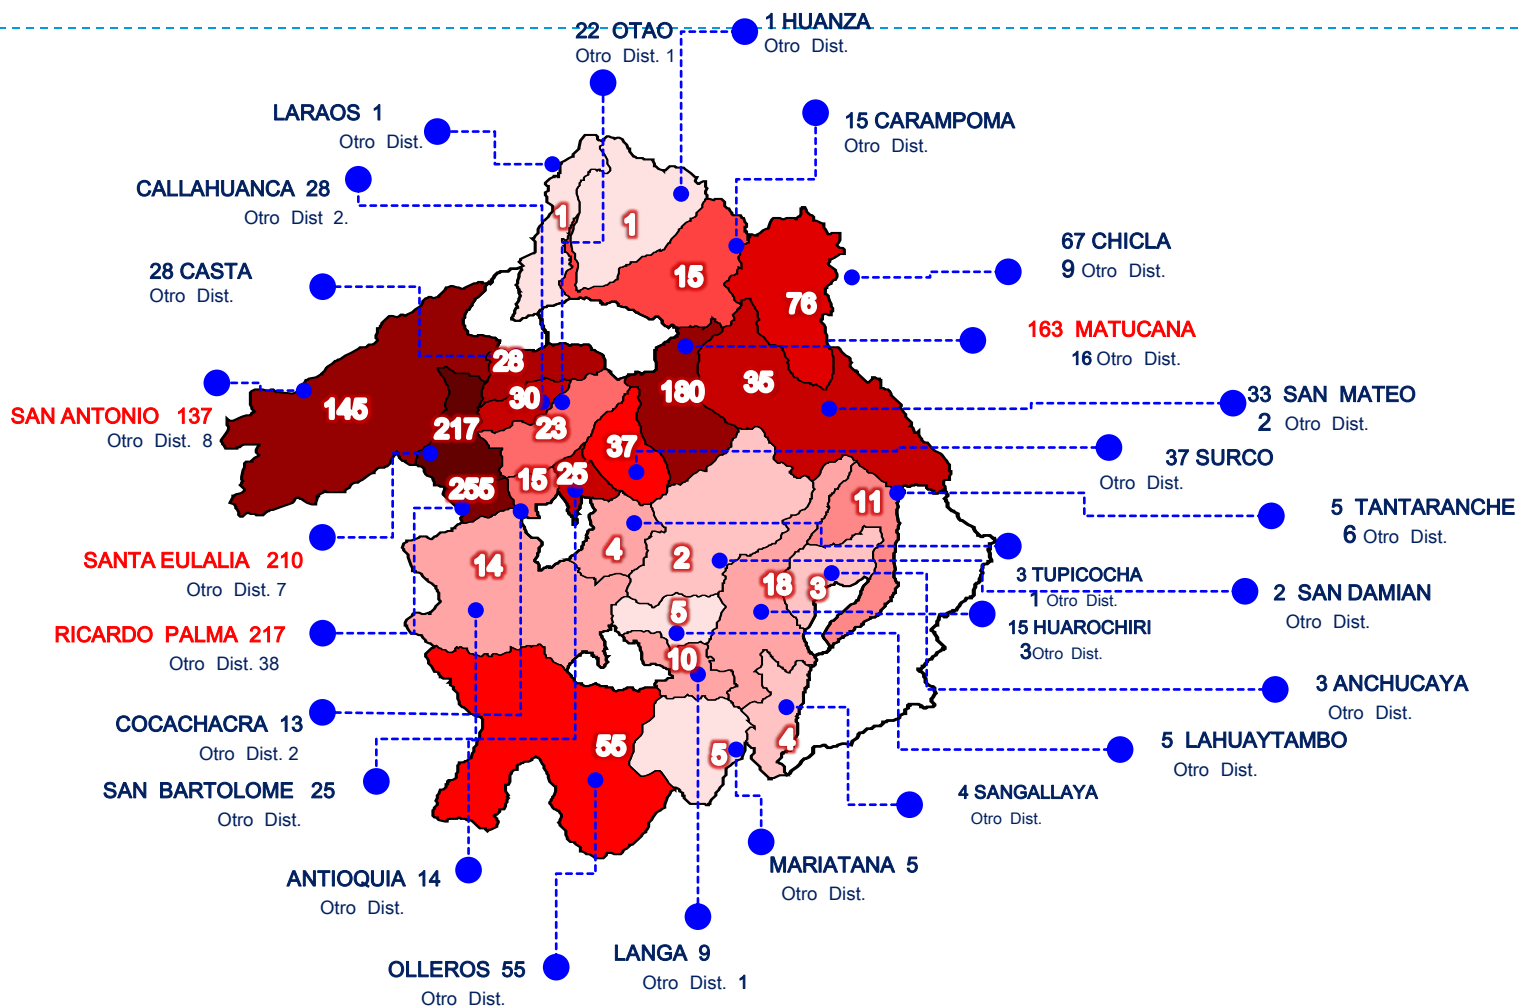 22 OTAO
Otro Dist. 1
1 HUANZA
Otro Dist.
LARAOS 1
Otro Dist.
15 CARAMPOMA
Otro Dist.
CALLAHUANCA 28
Otro Dist 2.
28 CASTA
Otro Dist.
67 CHICLA
9 Otro Dist.
163 MATUCANA
16 Otro Dist.
SAN ANTONIO 137
Otro Dist. 8
33 SAN MATEO
2 Otro Dist.
37 SURCO
Otro Dist.
5 TANTARANCHE
6 Otro Dist.
SANTA EULALIA 210
Otro Dist. 7
3 TUPICOCHA
1 Otro Dist.
2 SAN DAMIAN
Otro Dist.
RICARDO PALMA 217
Otro Dist. 38
15 HUAROCHIRI
3Otro Dist.
3 ANCHUCAYA
Otro Dist.
COCACHACRA 13
Otro Dist. 2
5 LAHUAYTAMBO
Otro Dist.
SAN BARTOLOME 25
Otro Dist.
4 SANGALLAYA
Otro Dist.
ANTIOQUIA 14
Otro Dist.
MARIATANA 5
Otro Dist.
OLLEROS 55
Otro Dist.
LANGA 9
Otro Dist. 1
1
1
15
76
28
180
35
145
30
217
23
37
15
25
255
11
14
4
2
18
3
5
10
55
5
4